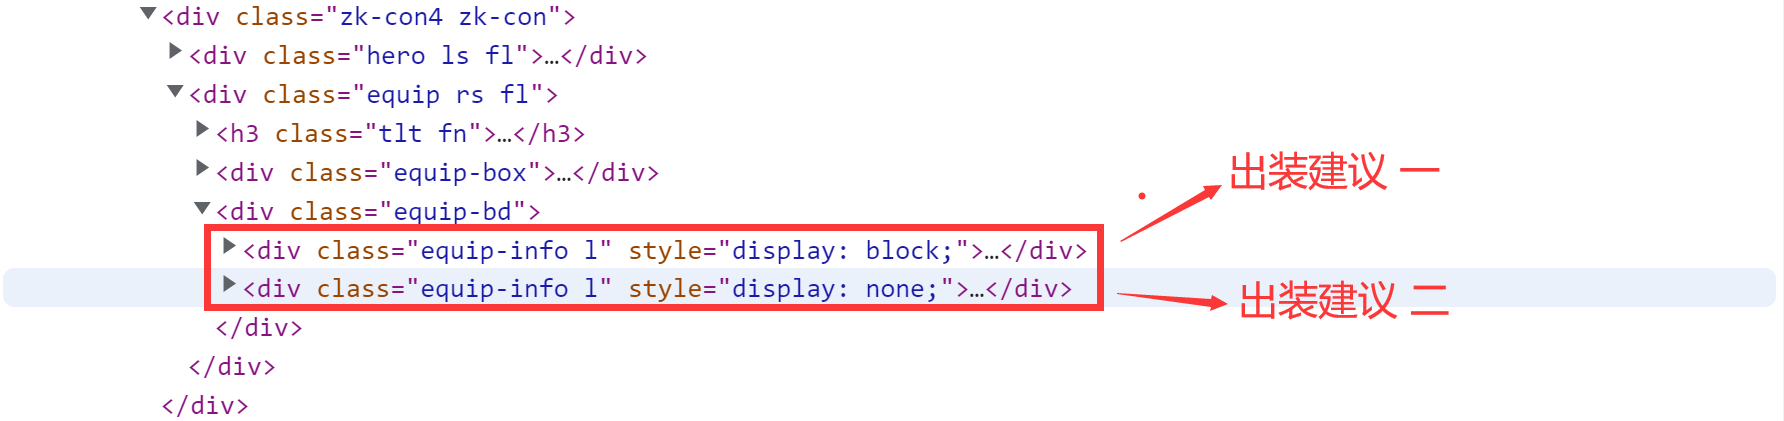 ▼<div class="zk-con4 zk-con">
▶<div class="hero ls fl">…</div>
▼<div class="equip rs fl">
▶<h3 class="tlt fn">…</h3>
▶<div class="equip-box">…</div>
▼<div class="equip-bd">
▶<div class="equip-info l" style="display: block;">…</div>
出装建议 一
▶<div class="equip-info l" style="display: none;">…</div>
出装建议 二
</div>
</div>
</div>